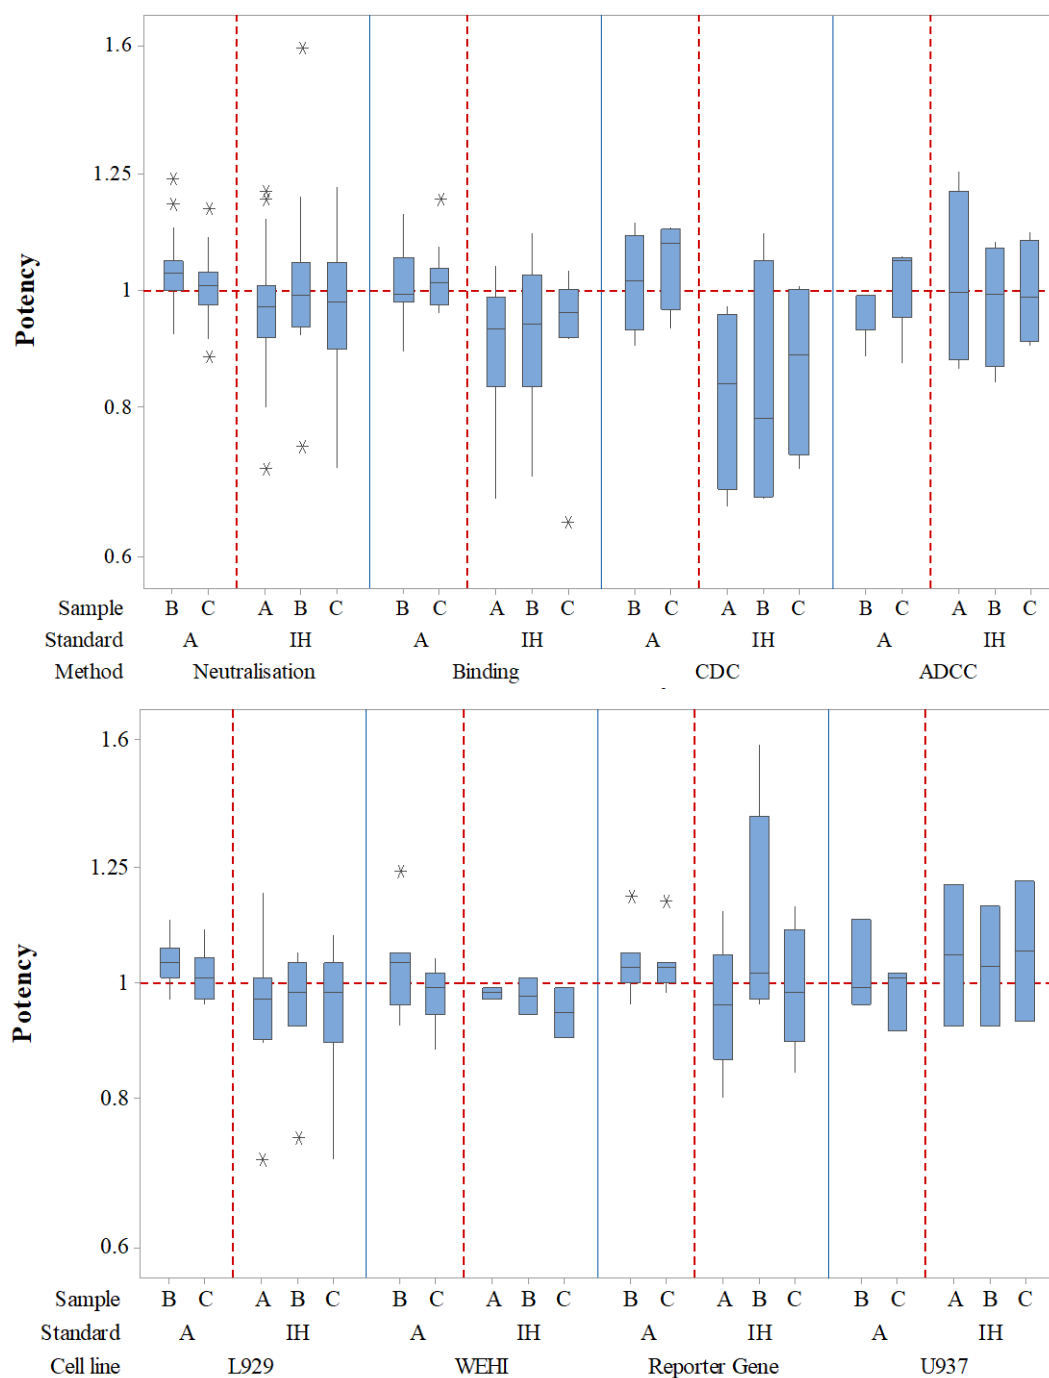 1.6
1.25
Potency
1
0.8
0.6
Sample B C A B C B C A B C B C A B C B C A B C
Standard A IH A IH A IH A IH
Method Neutralisation Binding CDC ADCC
1.6
1.25
Potency
1
0.8
0.6
Sample B C A B C B C A B C B C A B C B C A B C
Standard A IH A IH A IH A IH
Cell line L929 WEHI Reporter Gene U937